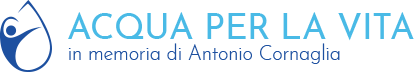 ACQUA PER LA VITA
in memoria di Antonio Cornaglia